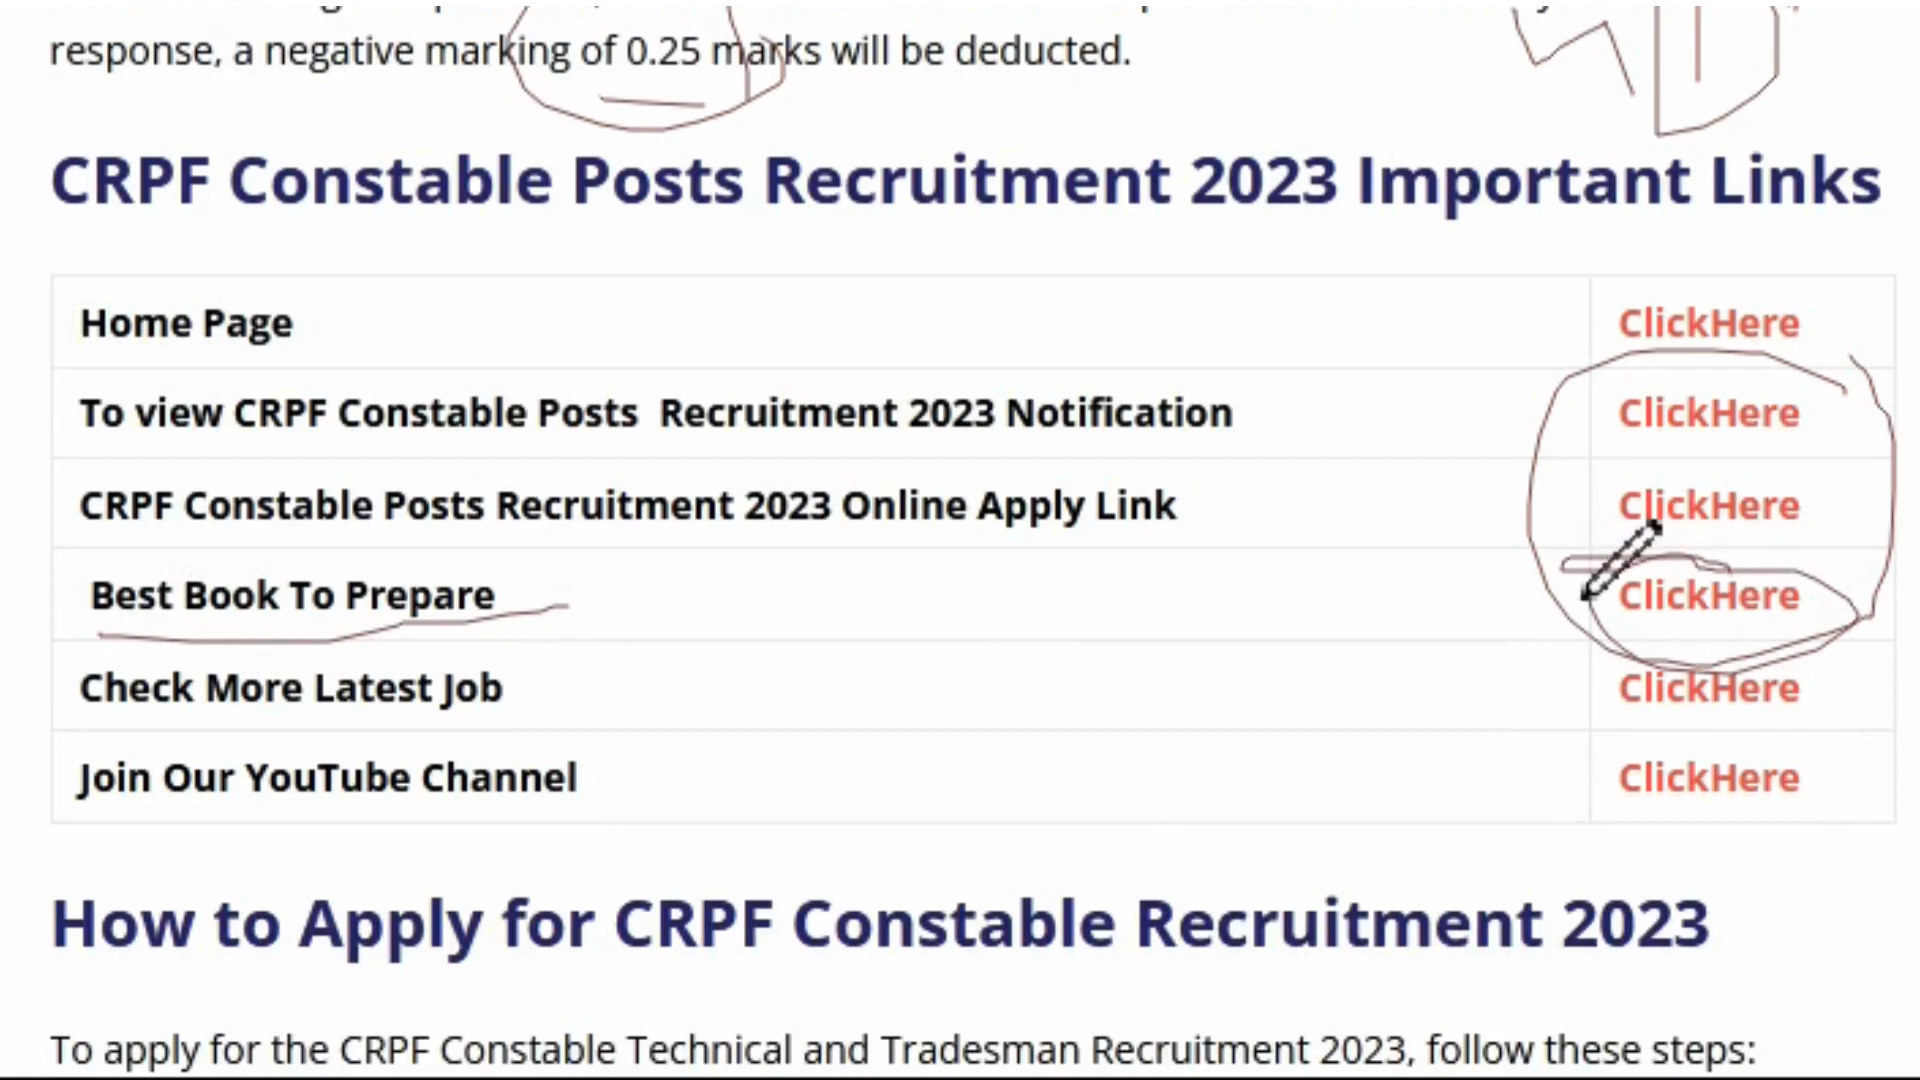 response, a negative marking of 0.25 marks will be deducted.
CRPF Constable Posts Recruitment 2023 Important Links
Home Page ClickHere
To view CRPF Constable Posts Recruitment 2023 Notification ClickHere
CRPF Constable Posts Recruitment 2023 Online Apply Link ClickHere
Best Book To Prepare ClickHere
Check More Latest Job ClickHere
Join Our YouTube Channel ClickHere
How to Apply for CRPF Constable Recruitment 2023
To apply for the CRPF Constable Technical and Tradesman Recruitment 2023, follow these steps: